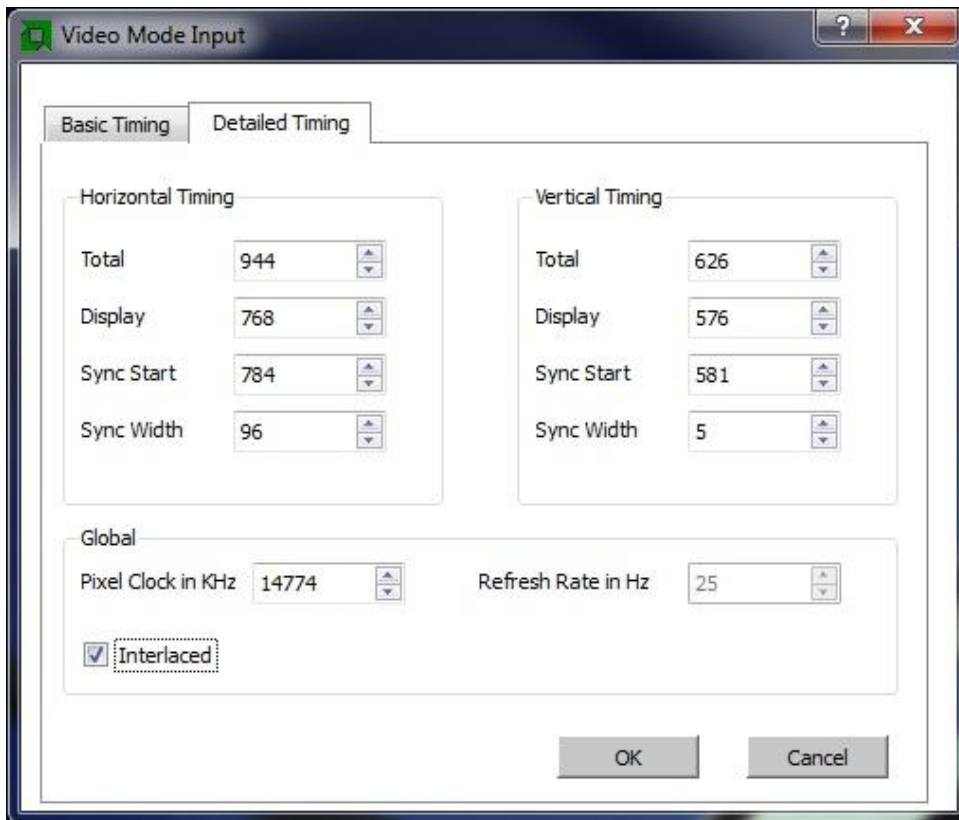 Video Mode Input
Basic Timing Detailed Timing
Horizontal Timing Vertical Timing
Total 944 Total 626
Display 768 Display 576
Sync Start 784 Sync Start 581
Sync Width 96 Sync Width 5
Global
Pixel Clock in KHz 14774 Refresh Rate in Hz 25
Interlaced
OK Cancel